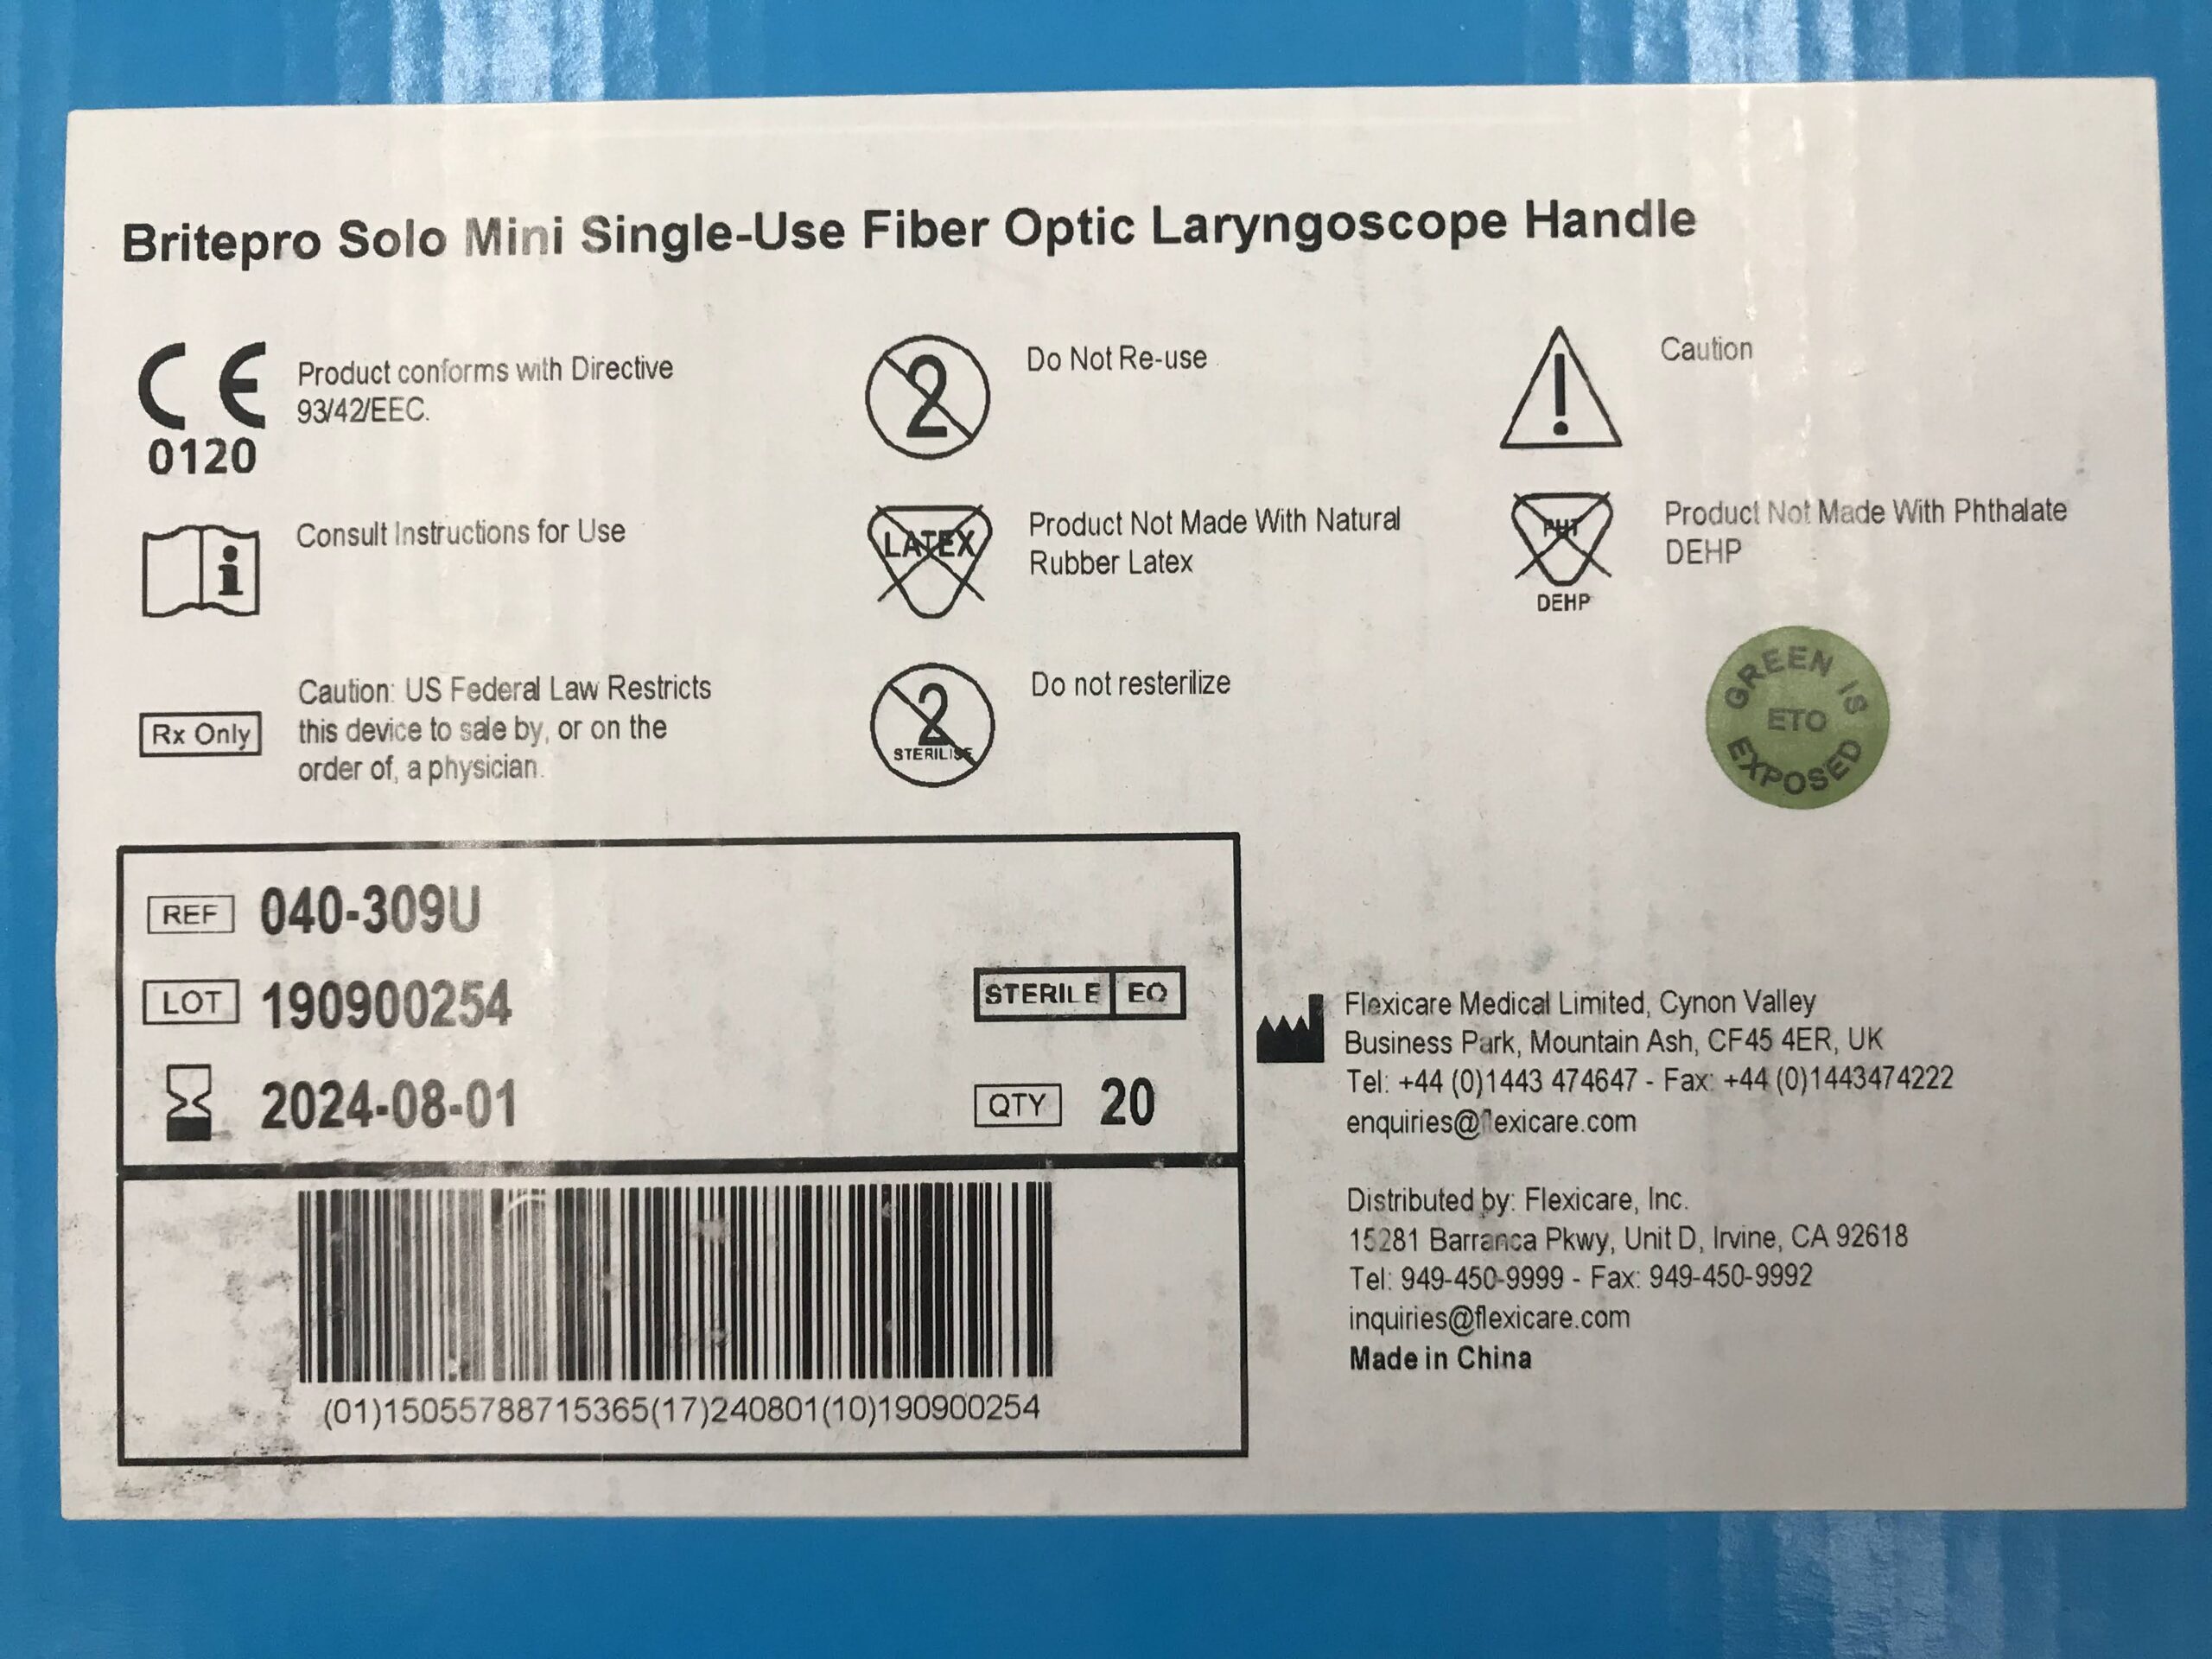 Britepro Solo Mini Single-Use Fiber Optic Laryngoscope Handle
CE
0120
Product conforms with Directive
93/42/EEC.
2
Do Not Re-use
!
Caution
i
Consult Instructions for Use
LATEX
Product Not Made With Natural
Rubber Latex
PHT
DEHP
Product Not Made With Phthalate
DEHP
Rx Only
Caution: US Federal Law Restricts
this device to sale by, or on the
order of, a physician.
2
STERILISE
Do not resterilize
GREEN IS
ETO
EXPOSED
REF 040-309U
LOT 190900254
STERILE EO
2024-08-01
QTY 20
(01)15055788715365(17)240801(10)190900254
Flexicare Medical Limited, Cynon Valley
Business Park, Mountain Ash, CF45 4ER, UK
Tel: +44 (0)1443 474647 - Fax: +44 (0)1443474222
enquiries@flexicare.com
Distributed by: Flexicare, Inc.
15281 Barranca Pkwy, Unit D, Irvine, CA 92618
Tel: 949-450-9999 - Fax: 949-450-9992
inquiries@flexicare.com
Made in China